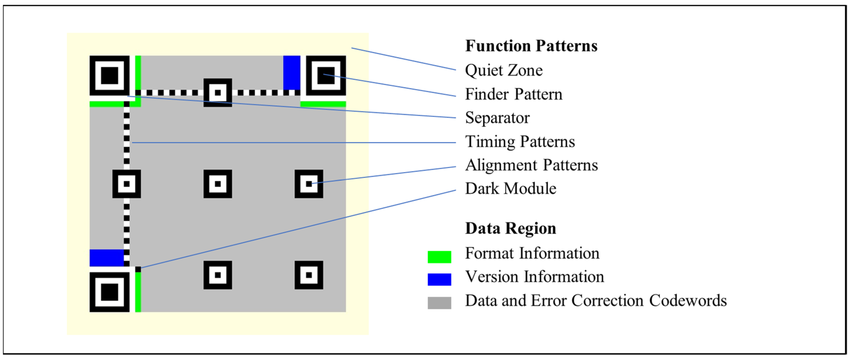 Function Patterns
Quiet Zone
Finder Pattern
Separator
Timing Patterns
Alignment Patterns
Dark Module
Data Region
Format Information
Version Information
Data and Error Correction Codewords